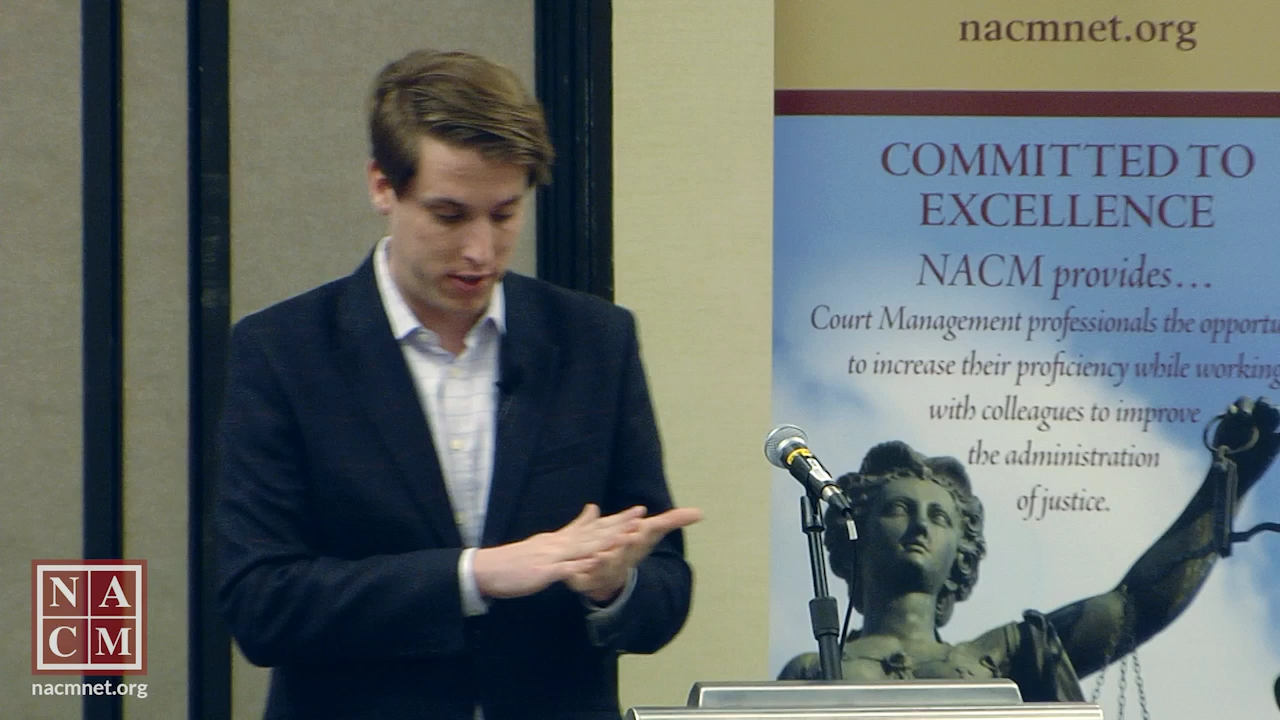 nacmnet.org
COMMITTED TO
EXCELLENCE
NACM provides...
Court Management professionals the
to increase their proficiency while working
with colleagues to improve
the administration
of justice.
N A
C M
nacmnet.org